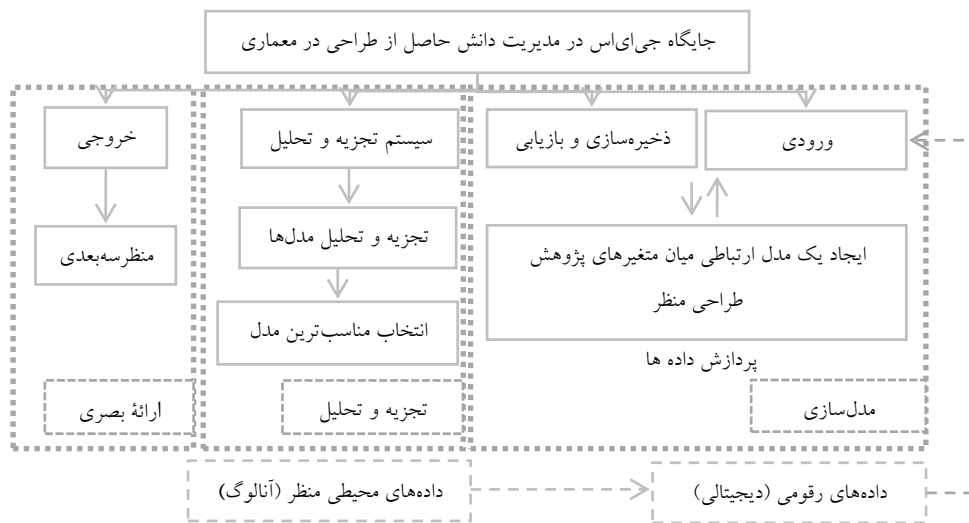 جایگاه جی‌ای‌اس در مدیریت دانش حاصل از طراحی در معماری
ورودی
ذخیره‌سازی و بازیابی
ایجاد یک مدل ارتباطی میان متغیرهای پژوهش
طراحی منظر
پردازش داده ها
مدل‌سازی
سیستم تجزیه و تحلیل
تجزیه و تحلیل مدل‌ها
انتخاب مناسب‌ترین مدل
تجزیه و تحلیل
خروجی
منظرسه‌بعدی
ارائهٔ بصری
داده‌های محیطی منظر (آنالوگ)
داده‌های رقومی (دیجیتالی)